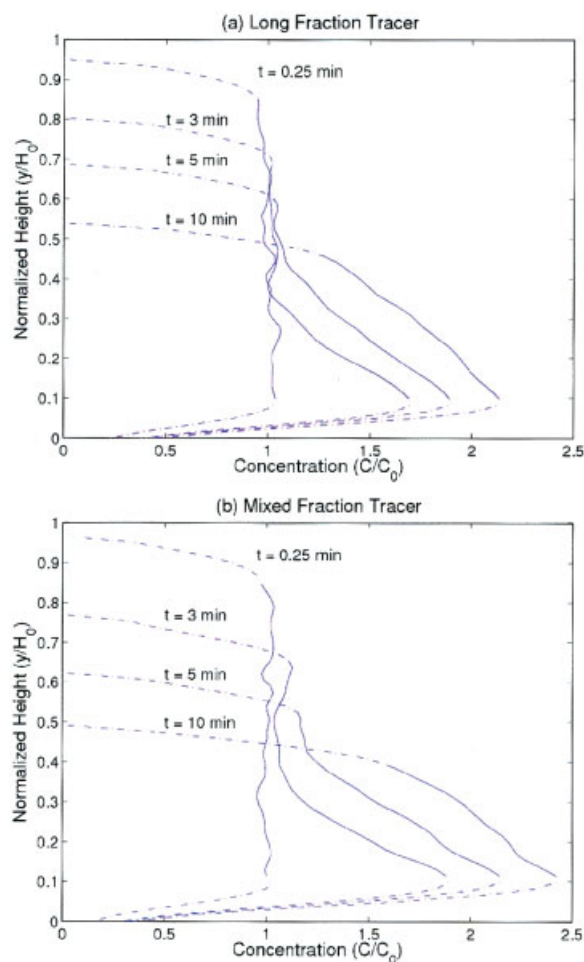 (a) Long Fraction Tracer
1
0.9
0.8
0.7
0.6
0.5
0.4
0.3
0.2
0.1
0
Normalized Height (y/H₀)
t = 0.25 min
t = 3 min
t = 5 min
t = 10 min
0 0.5 1 1.5 2 2.5
Concentration (C/C₀)
(b) Mixed Fraction Tracer
1
0.9
0.8
0.7
0.6
0.5
0.4
0.3
0.2
0.1
0
Normalized Height (y/H₀)
t = 0.25 min
t = 3 min
t = 5 min
t = 10 min
0 0.5 1 1.5 2 2.5
Concentration (C/C₀)